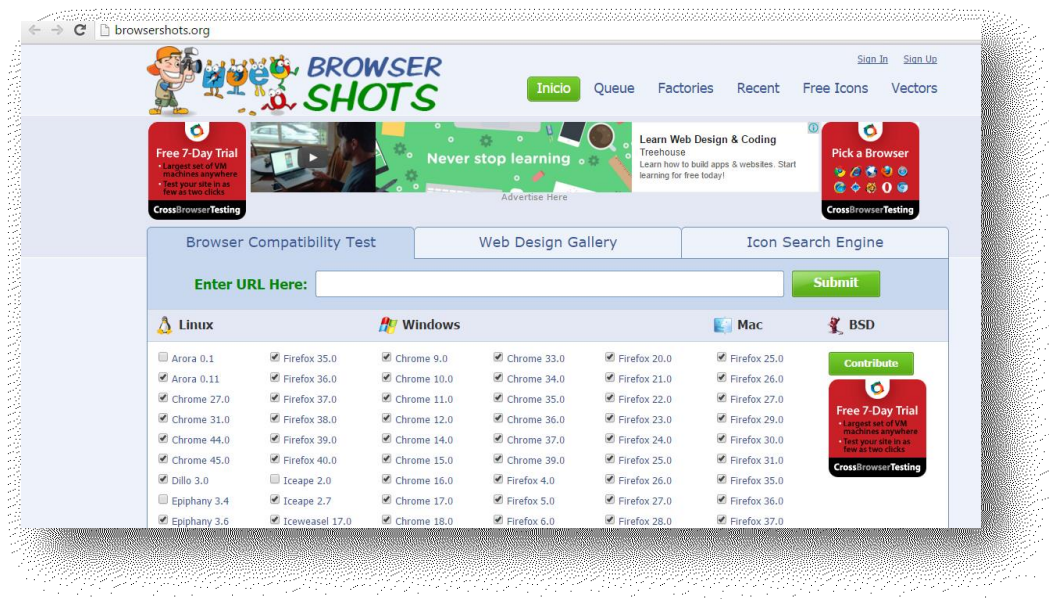 browsershots.org
BROWSER
SHOTS
Sign In Sign Up
Inicio Queue Factories Recent Free Icons Vectors
Free 7-Day Trial
• Largest set of VM
machines anywhere
• Test your site in as
few as two clicks
CrossBrowserTesting
Never stop learning
Learn Web Design & Coding
Treehouse
Learn how to build apps & websites. Start
learning for free today!
Advertise Here
Pick a Browser
CrossBrowserTesting
Browser Compatibility Test Web Design Gallery Icon Search Engine
Enter URL Here: Submit
Linux Windows Mac BSD
Arora 0.1 Firefox 35.0 Chrome 9.0 Chrome 33.0 Firefox 20.0 Firefox 25.0
Arora 0.11 Firefox 36.0 Chrome 10.0 Chrome 34.0 Firefox 21.0 Firefox 26.0
Chrome 27.0 Firefox 37.0 Chrome 11.0 Chrome 35.0 Firefox 22.0 Firefox 27.0
Chrome 31.0 Firefox 38.0 Chrome 12.0 Chrome 36.0 Firefox 23.0 Firefox 29.0
Chrome 44.0 Firefox 39.0 Chrome 14.0 Chrome 37.0 Firefox 24.0 Firefox 30.0
Chrome 45.0 Firefox 40.0 Chrome 15.0 Chrome 39.0 Firefox 25.0 Firefox 31.0
Dillo 3.0 Iceape 2.0 Chrome 16.0 Firefox 4.0 Firefox 26.0 Firefox 35.0
Epiphany 3.4 Iceape 2.7 Chrome 17.0 Firefox 5.0 Firefox 27.0 Firefox 36.0
Epiphany 3.6 Iceweasel 17.0 Chrome 18.0 Firefox 6.0 Firefox 28.0 Firefox 37.0
Contribute
Free 7-Day Trial
• Largest set of VM
machines anywhere
• Test your site in as
few as two clicks
CrossBrowserTesting